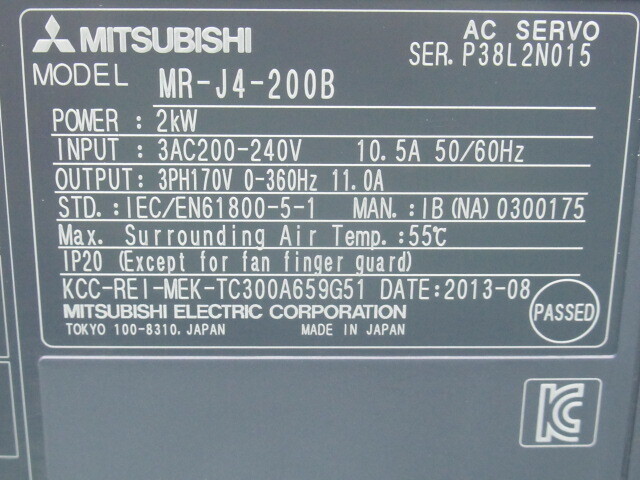 MITSUBISHI AC SERVO
SER. P38L2N015
MODEL MR-J4-200B
POWER : 2kW
INPUT : 3AC200-240V 10.5A 50/60Hz
OUTPUT: 3PH170V 0-360Hz 11.0A
STD.: IEC/EN61800-5-1 MAN.: IB(NA)0300175
Max. Surrounding Air Temp.:55℃
IP20 (Except for fan finger guard)
KCC-REI-MEK-TC300A659G51 DATE:2013-08
MITSUBISHI ELECTRIC CORPORATION
TOKYO 100-8310, JAPAN MADE IN JAPAN
PASSED
KC